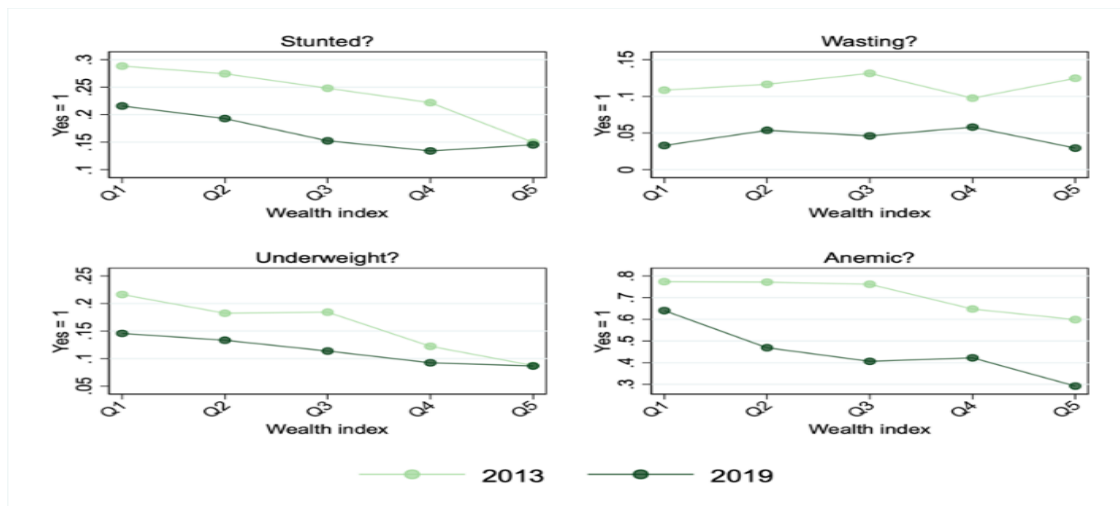 Stunted?
Yes = 1
.3
.25
.2
.15
.1
Q1 Q2 Q3 Q4 Q5
Wealth index
Wasting?
Yes = 1
.15
.1
.05
0
Q1 Q2 Q3 Q4 Q5
Wealth index
Underweight?
Yes = 1
.25
.2
.15
.1
.05
Q1 Q2 Q3 Q4 Q5
Wealth index
Anemic?
Yes = 1
.8
.7
.6
.5
.4
.3
Q1 Q2 Q3 Q4 Q5
Wealth index
2013 2019